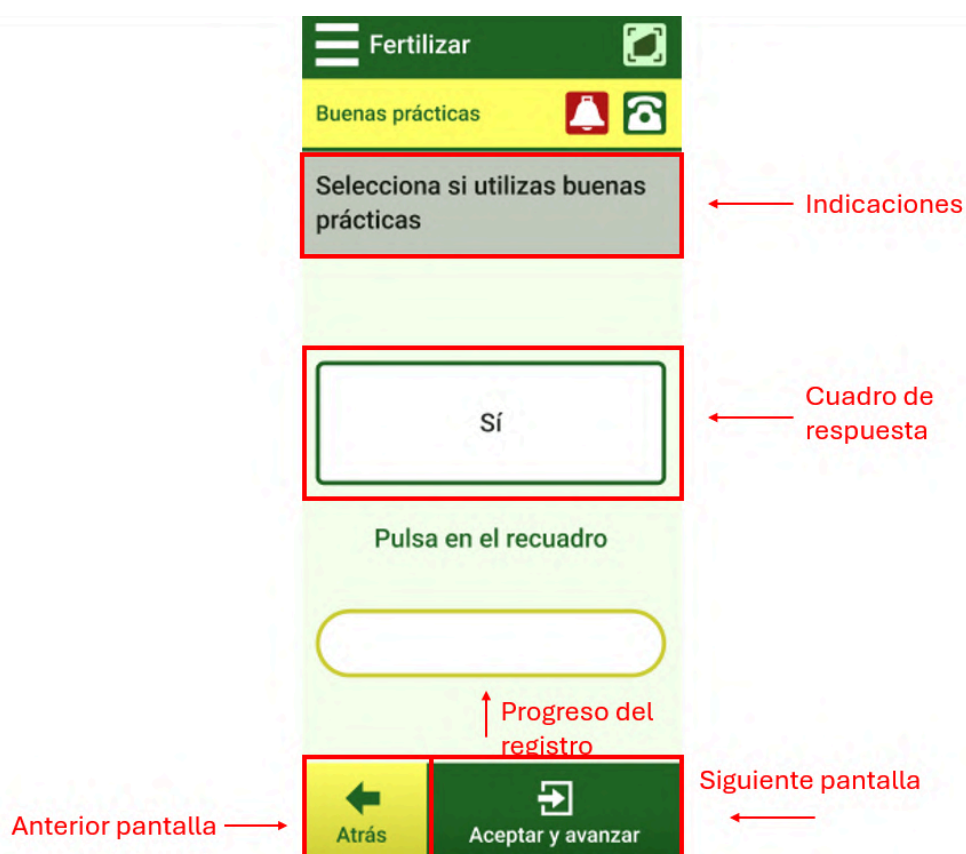 Fertilizar
Buenas prácticas
Selecciona si utilizas buenas
prácticas
Indicaciones
Sí
Cuadro de
respuesta
Pulsa en el recuadro
Progreso del
registro
Anterior pantalla
Atrás
Aceptar y avanzar
Siguiente pantalla